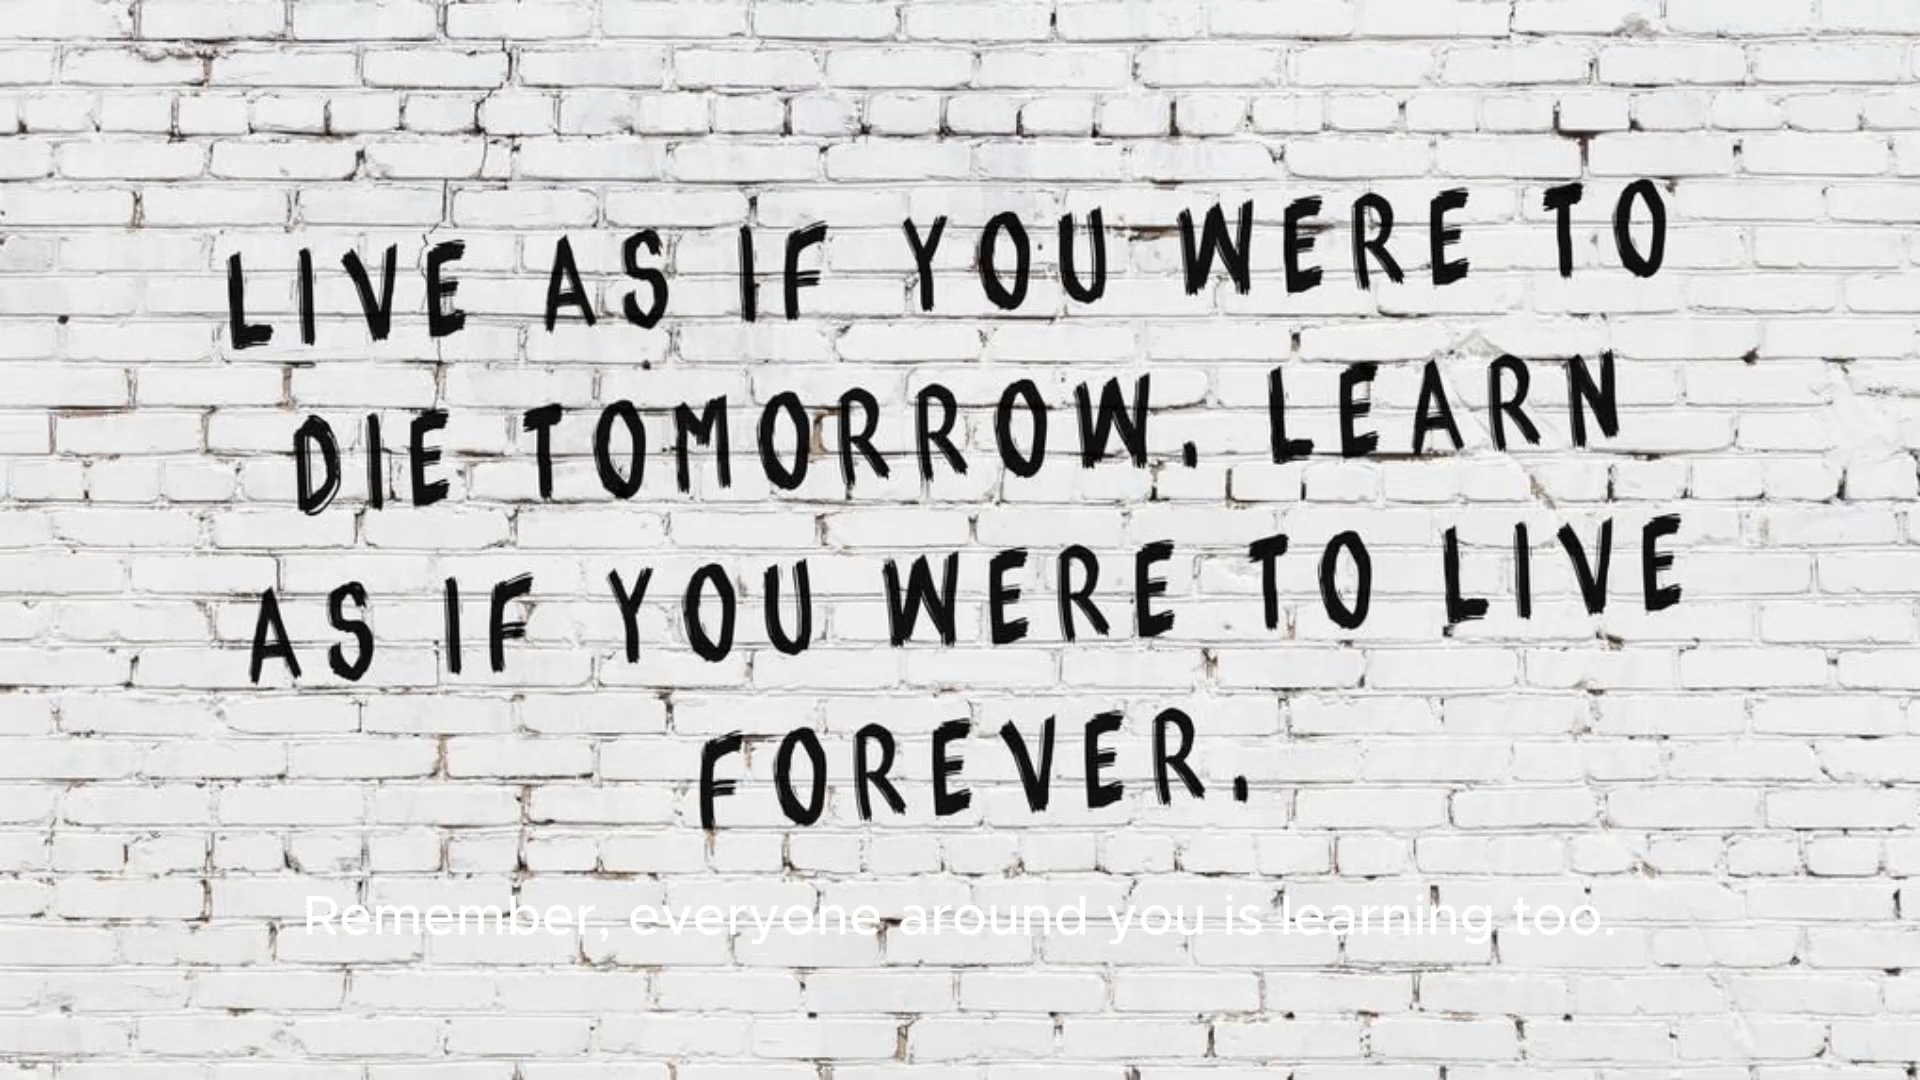 LIVE AS IF YOU WERE TO
DIE TOMORROW. LEARN
AS IF YOU WERE TO LIVE
FOREVER.
Remember, everyone around you is learning too.